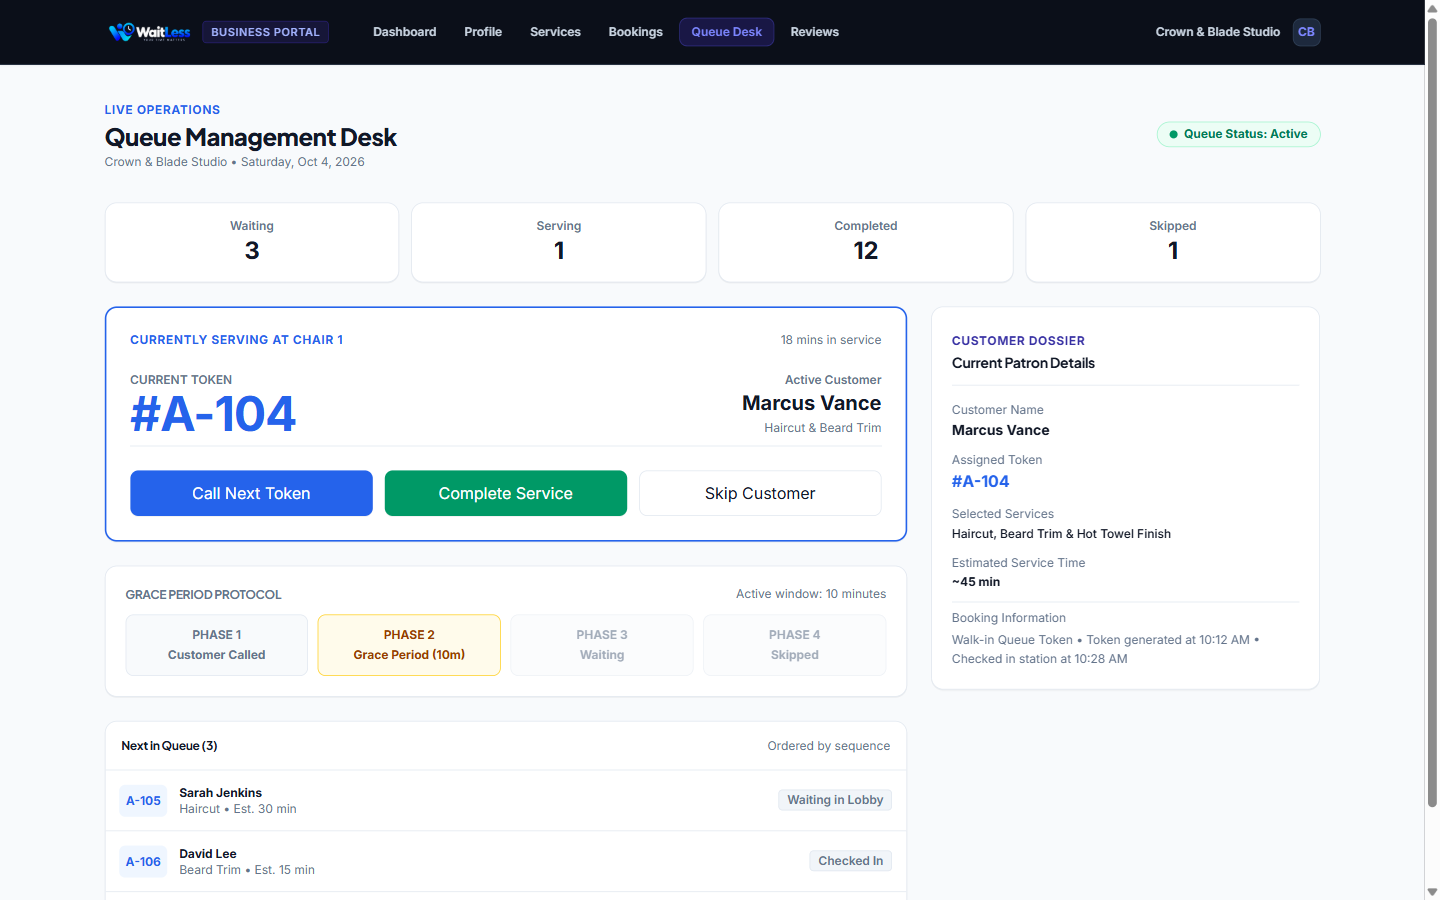 WaitLess
BUSINESS PORTAL
Dashboard
Profile
Services
Bookings
Queue Desk
Reviews
Crown & Blade Studio
CB
LIVE OPERATIONS
Queue Management Desk
Crown & Blade Studio • Saturday, Oct 4, 2026
Queue Status: Active
Waiting
3
Serving
1
Completed
12
Skipped
1
CURRENTLY SERVING AT CHAIR 1
18 mins in service
CURRENT TOKEN
#A-104
Active Customer
Marcus Vance
Haircut & Beard Trim
Call Next Token
Complete Service
Skip Customer
CUSTOMER DOSSIER
Current Patron Details
Customer Name
Marcus Vance
Assigned Token
#A-104
Selected Services
Haircut, Beard Trim & Hot Towel Finish
Estimated Service Time
~45 min
Booking Information
Walk-in Queue Token • Token generated at 10:12 AM •
Checked in station at 10:28 AM
GRACE PERIOD PROTOCOL
Active window: 10 minutes
PHASE 1
Customer Called
PHASE 2
Grace Period (10m)
PHASE 3
Waiting
PHASE 4
Skipped
Next in Queue (3)
Ordered by sequence
A-105
Sarah Jenkins
Haircut • Est. 30 min
Waiting in Lobby
A-106
David Lee
Beard Trim • Est. 15 min
Checked In